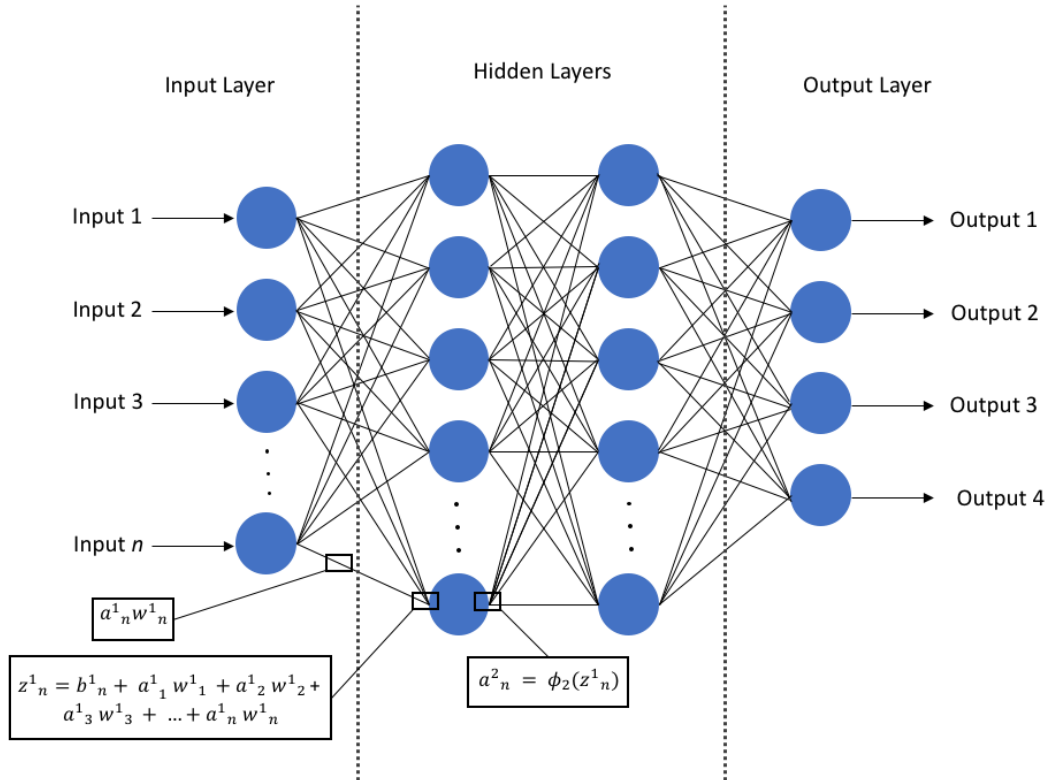 Input Layer
Hidden Layers
Output Layer
Input 1
Input 2
Input 3
Input n
Output 1
Output 2
Output 3
Output 4
a¹ₙw¹ₙ
z¹ₙ = b¹ₙ + a¹₁ w¹₁ + a¹₂ w¹₂ +
a¹₃ w¹₃ + … + a¹ₙ w¹ₙ
a²ₙ = ϕ₂(z¹ₙ)